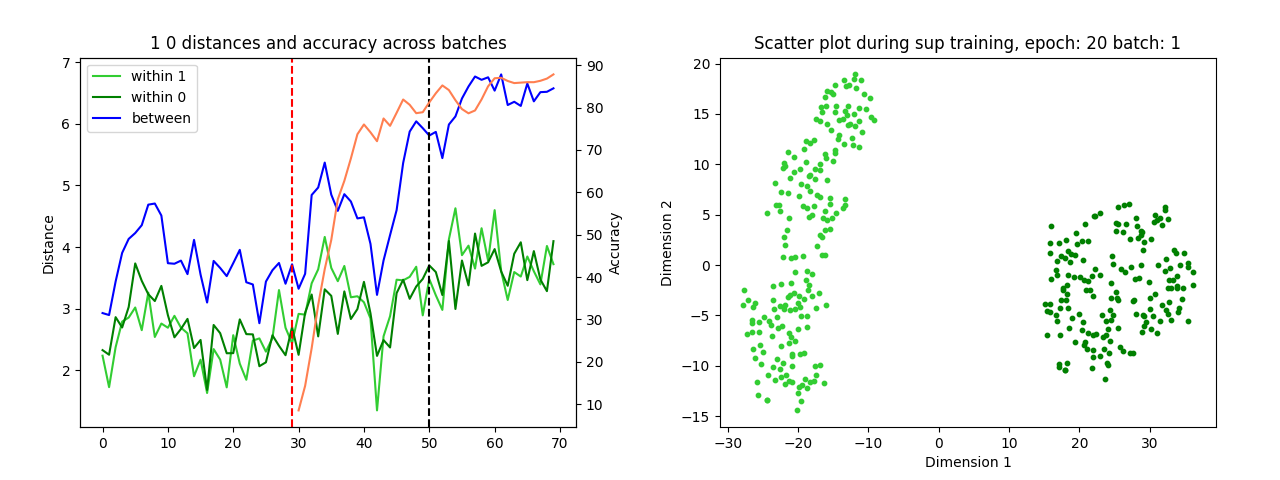 1 0 distances and accuracy across batches
within 1
within 0
between
7
6
5
4
3
2
Distance
90
80
70
60
50
40
30
20
10
Accuracy
0 10 20 30 40 50 60 70
Scatter plot during sup training, epoch: 20 batch: 1
20
15
10
5
0
−5
−10
−15
Dimension 2
−30 −20 −10 0 10 20 30
Dimension 1